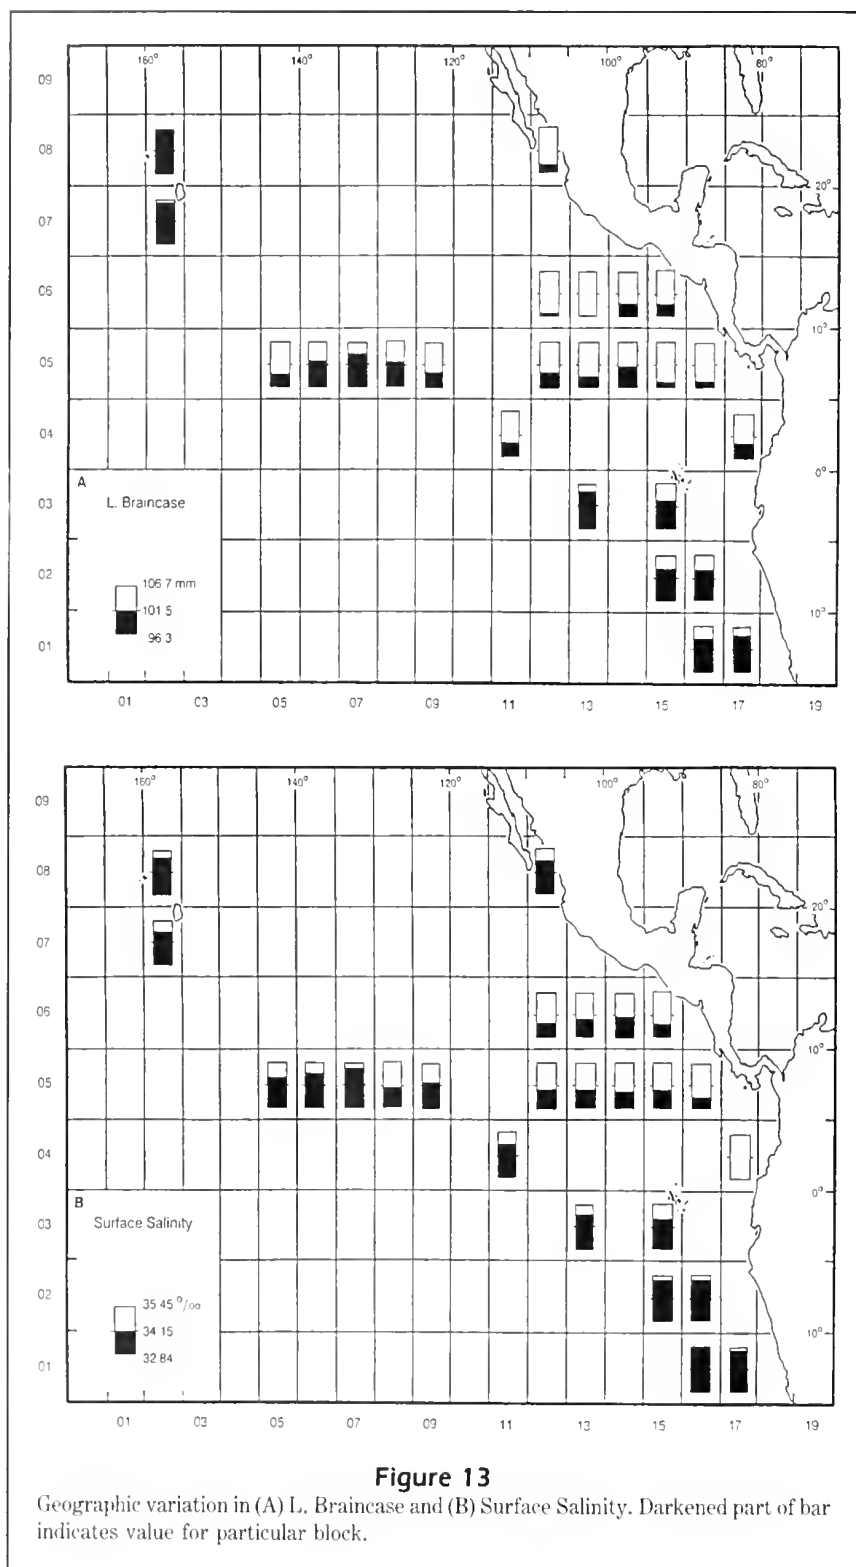 160° 140° 120° 100° 80°
09
08
20°
07
06
10°
05
04
0°
A
03
L. Braincase
02
106.7 mm
101.5
10°
01
96.3
01 03 05 07 09 11 13 15 17 19
160° 140° 120° 100° 80°
09
08
20°
07
06
10°
05
04
0°
B
03
Surface Salinity
02
35.45 °/oo
34.15
10°
01
32.84
01 03 05 07 09 11 13 15 17 19
Figure 13
Geographic variation in (A) L. Braincase and (B) Surface Salinity. Darkened part of bar
indicates value for particular block.